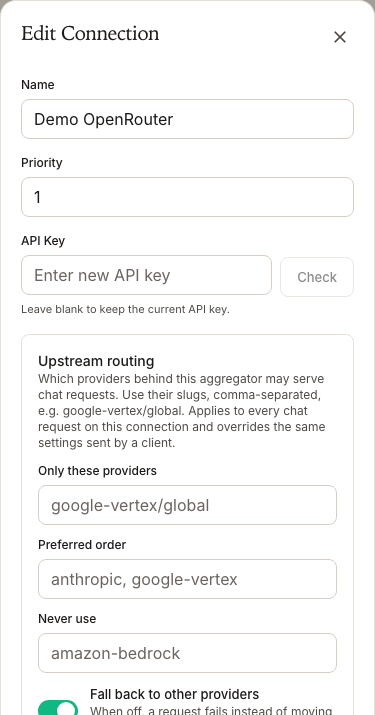 Edit Connection
Name
Demo OpenRouter
Priority
1
API Key
Enter new API key
Check
Leave blank to keep the current API key.
Upstream routing
Which providers behind this aggregator may serve
chat requests. Use their slugs, comma-separated,
e.g. google-vertex/global. Applies to every chat
request on this connection and overrides the same
settings sent by a client.
Only these providers
google-vertex/global
Preferred order
anthropic, google-vertex
Never use
amazon-bedrock
Fall back to other providers
When off, a request fails instead of moving